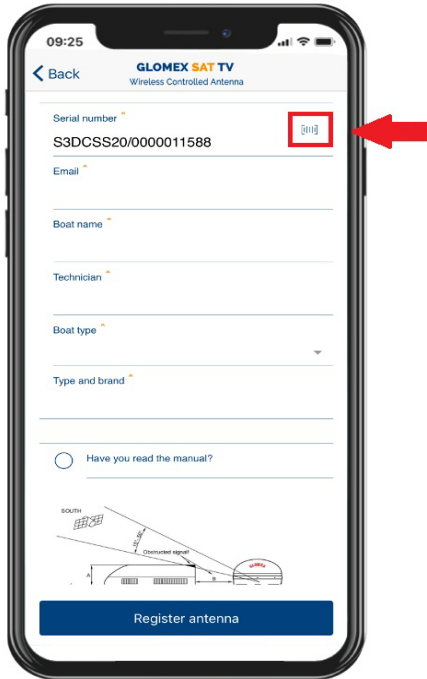 09:25
Back
GLOMEX SAT TV
Wireless Controlled Antenna
Serial number *
S3DCSS20/0000011588
Email *
Boat name *
Technician *
Boat type *
Type and brand *
Have you read the manual?
SOUTH
Obstructed signal!
GLOMEX
A
B
Register antenna